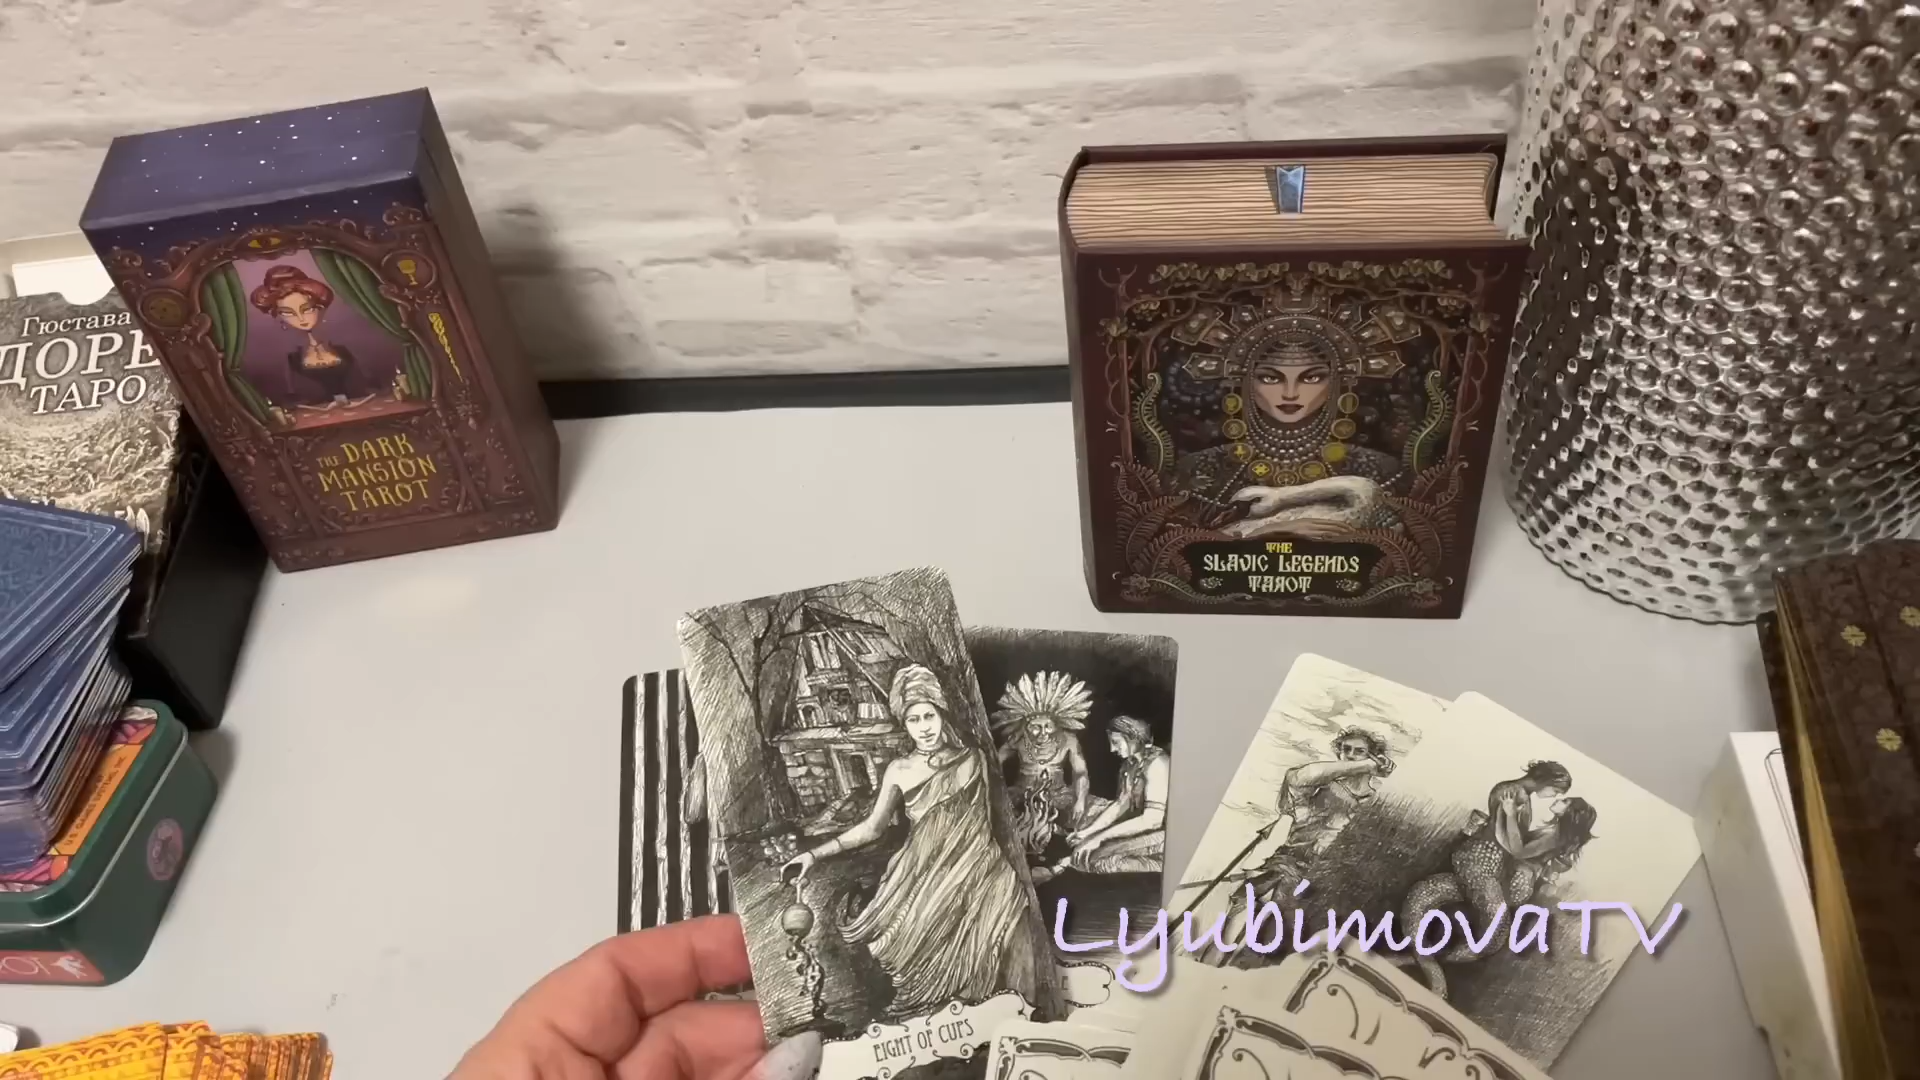 Гюстава
ДОРЕ
ТАРО
THE DARK
MANSION
TAROT
THE
SLAVIC LEGENDS
TAROT
LyubimovaTV
EIGHT OF CUPS